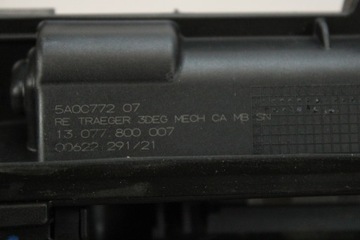 5A0C772 07
RE TRAEGER 3DEG MECH CA MB SN
13 077 800 007
00622 291/21